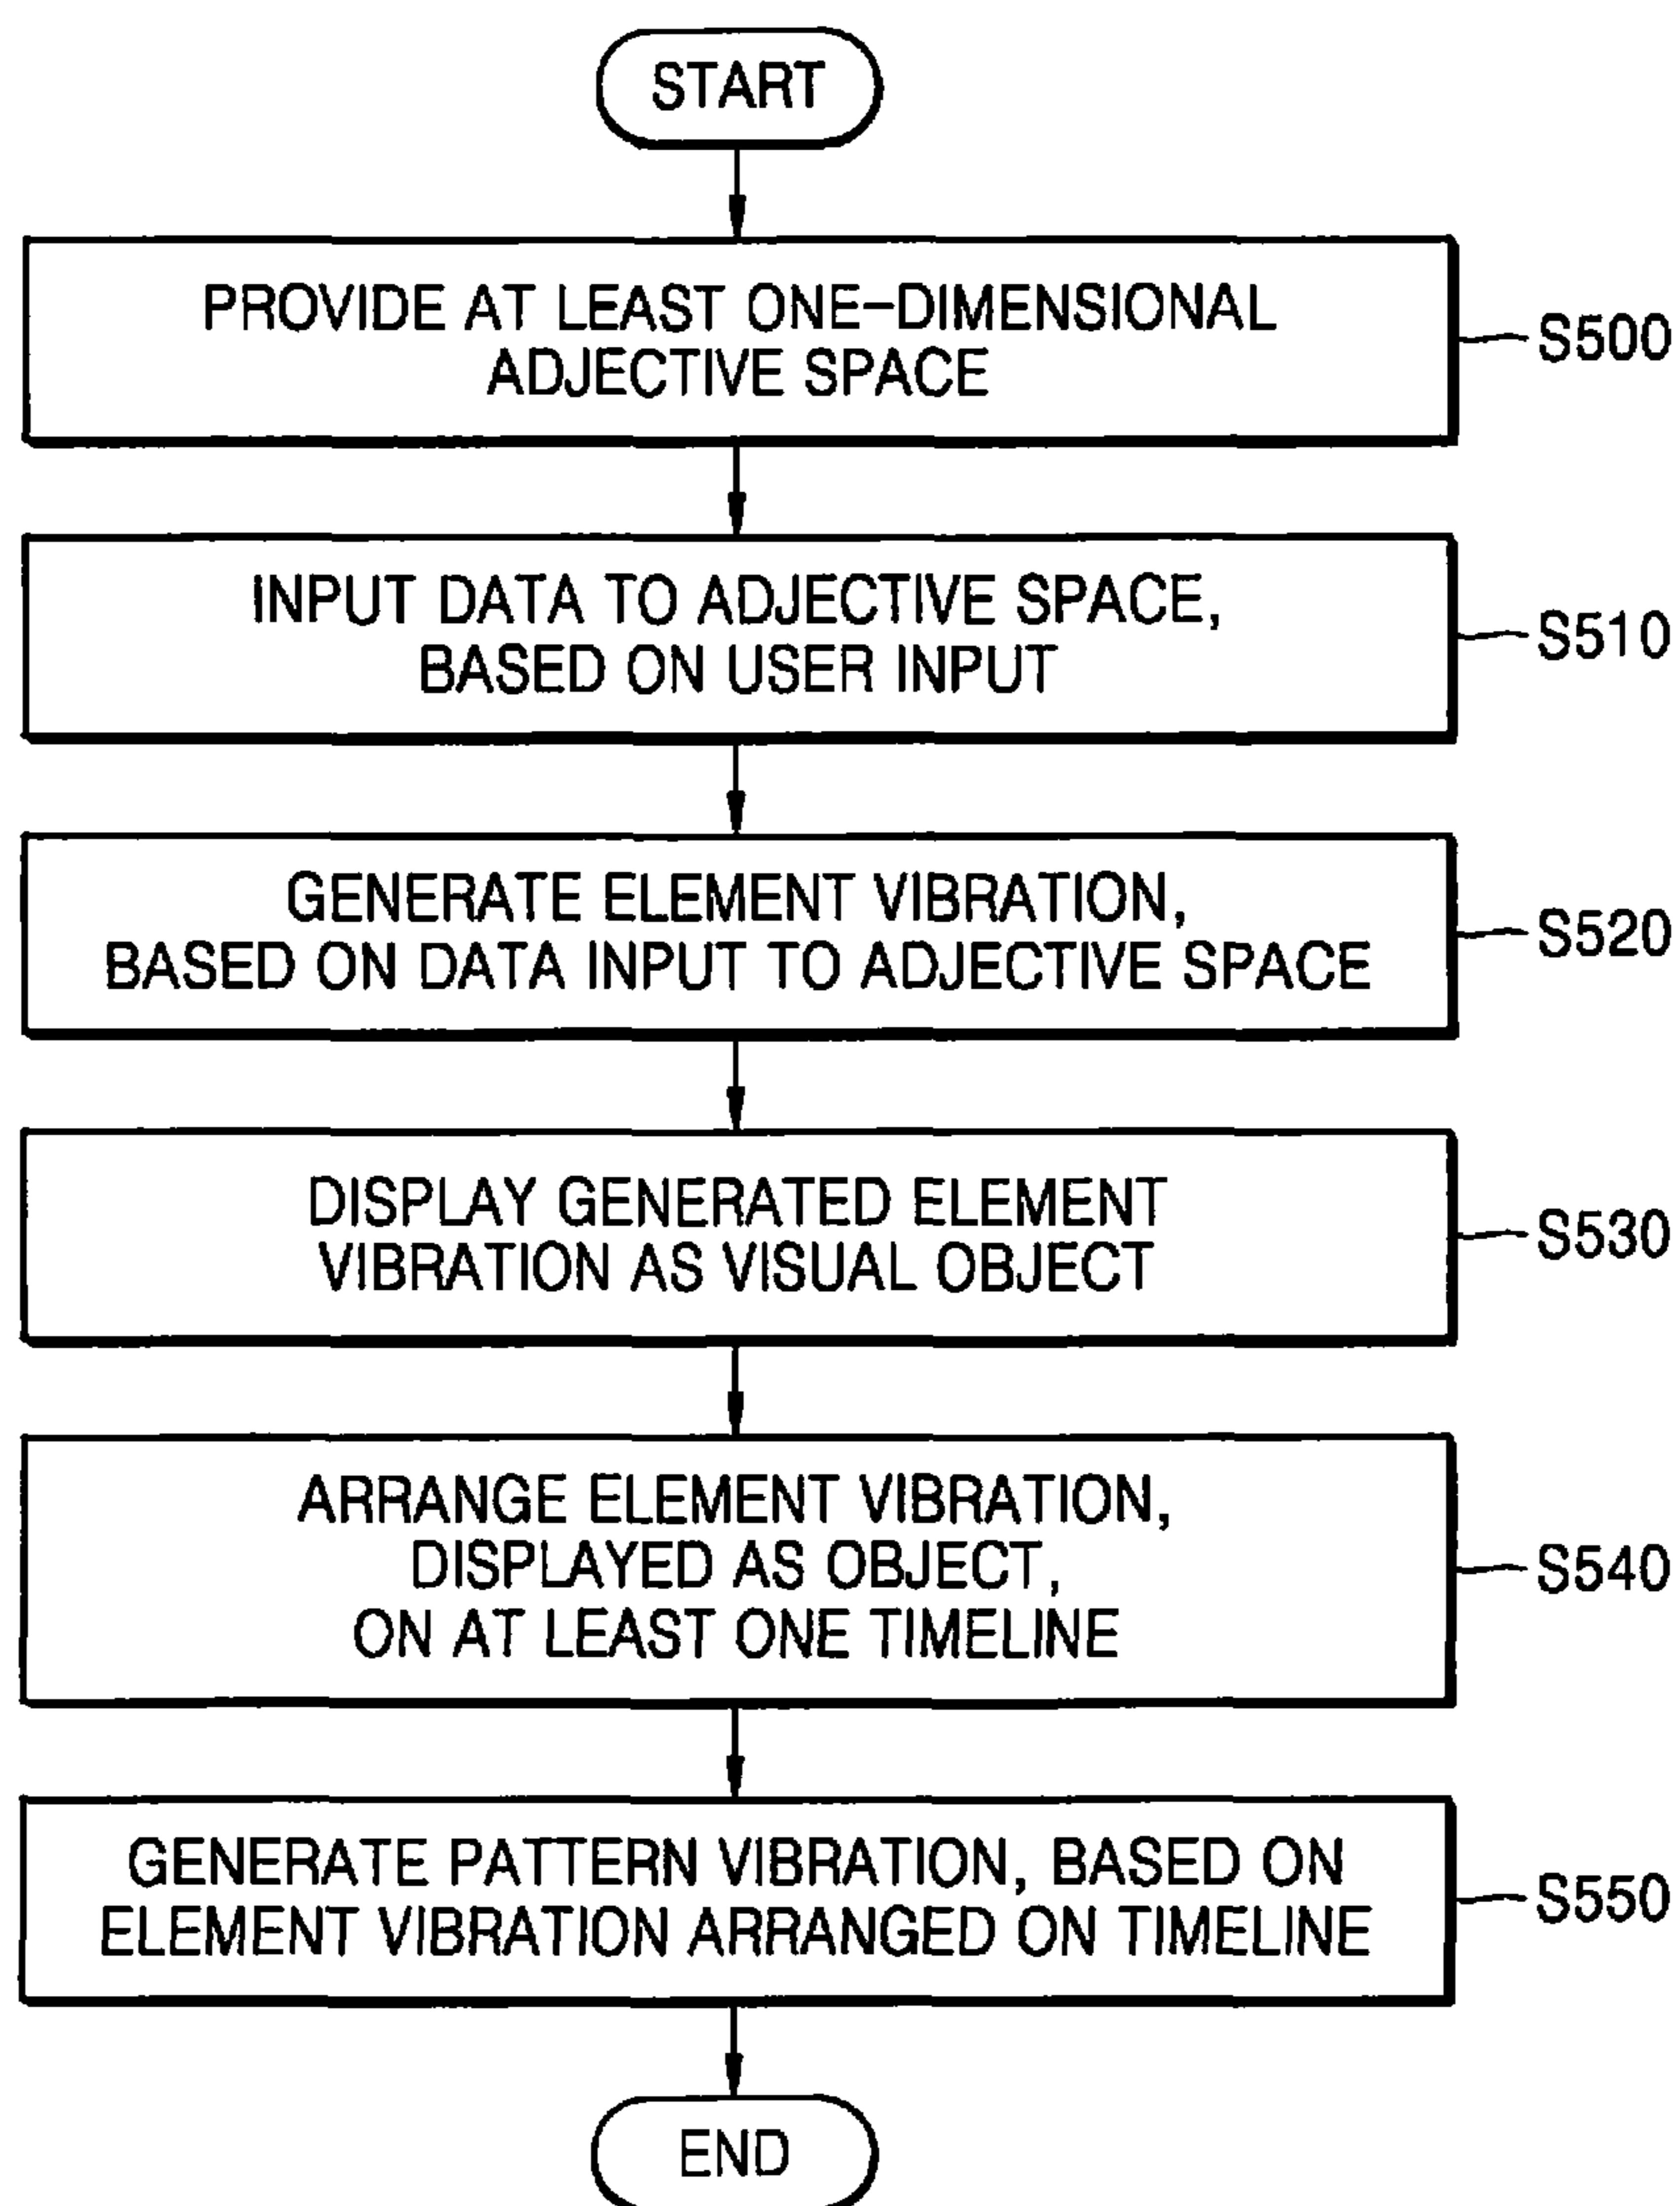 START
PROVIDE AT LEAST ONE-DIMENSIONAL
ADJECTIVE SPACE
S500
INPUT DATA TO ADJECTIVE SPACE,
BASED ON USER INPUT
S510
GENERATE ELEMENT VIBRATION,
BASED ON DATA INPUT TO ADJECTIVE SPACE
S520
DISPLAY GENERATED ELEMENT
VIBRATION AS VISUAL OBJECT
S530
ARRANGE ELEMENT VIBRATION,
DISPLAYED AS OBJECT,
ON AT LEAST ONE TIMELINE
S540
GENERATE PATTERN VIBRATION, BASED ON
ELEMENT VIBRATION ARRANGED ON TIMELINE
S550
END